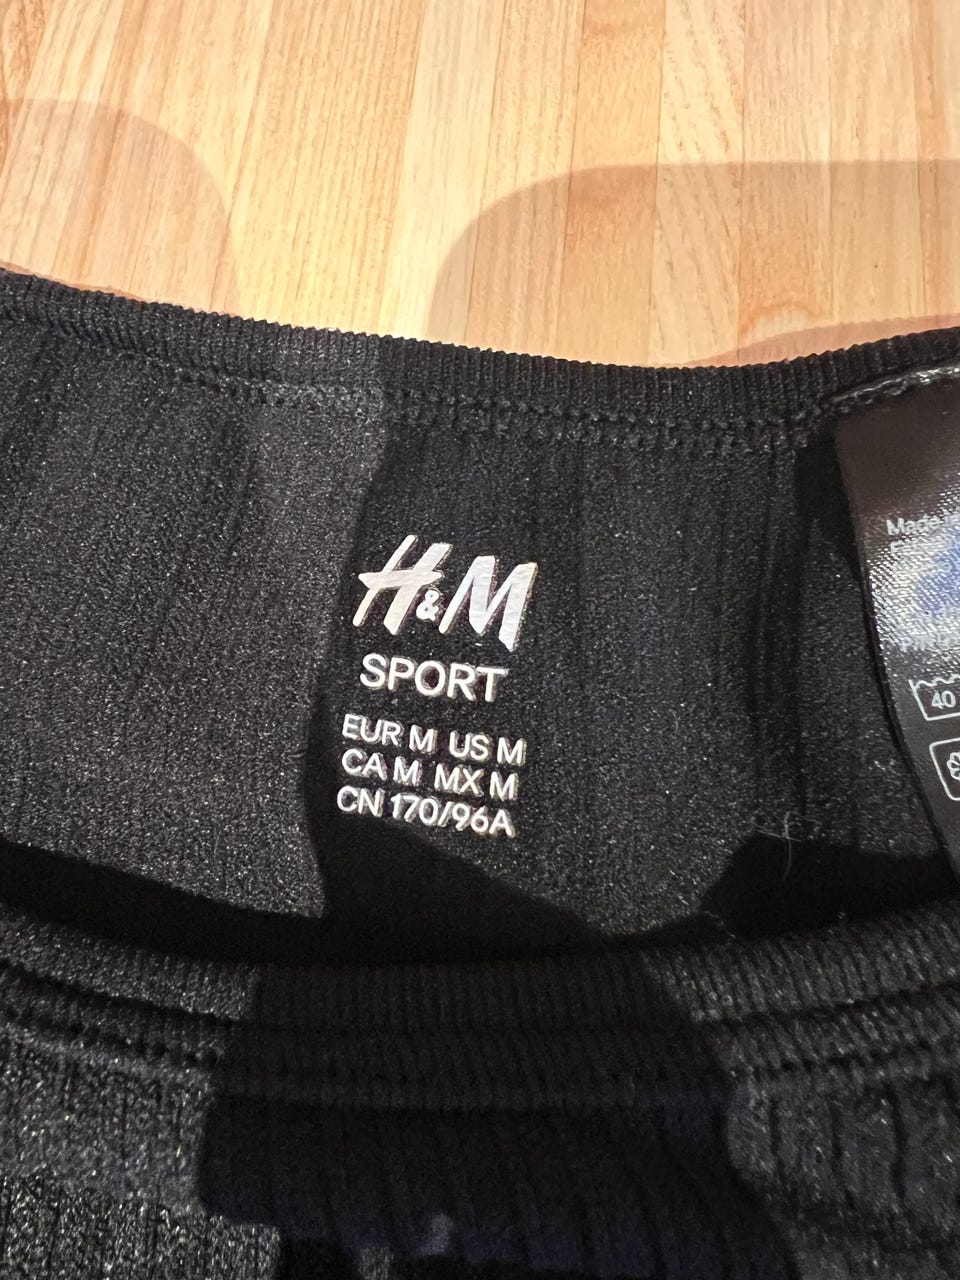 H&M
SPORT
EUR M US M
CA M MX M
CN 170/96A
Made
40